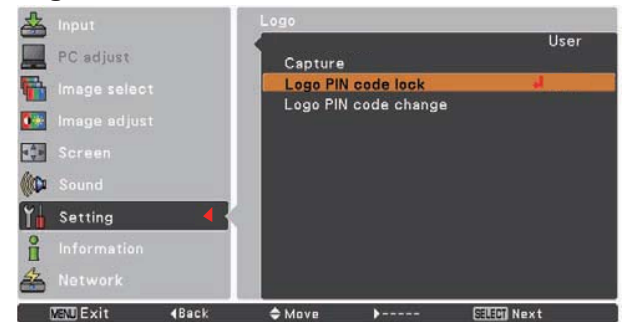 Input
PC adjust
Image select
Image adjust
Screen
Sound
Setting
Information
Network
Logo
User
Capture
Logo PIN code lock
Logo PIN code change
MENU Exit
Back
Move
-----
SELECT Next